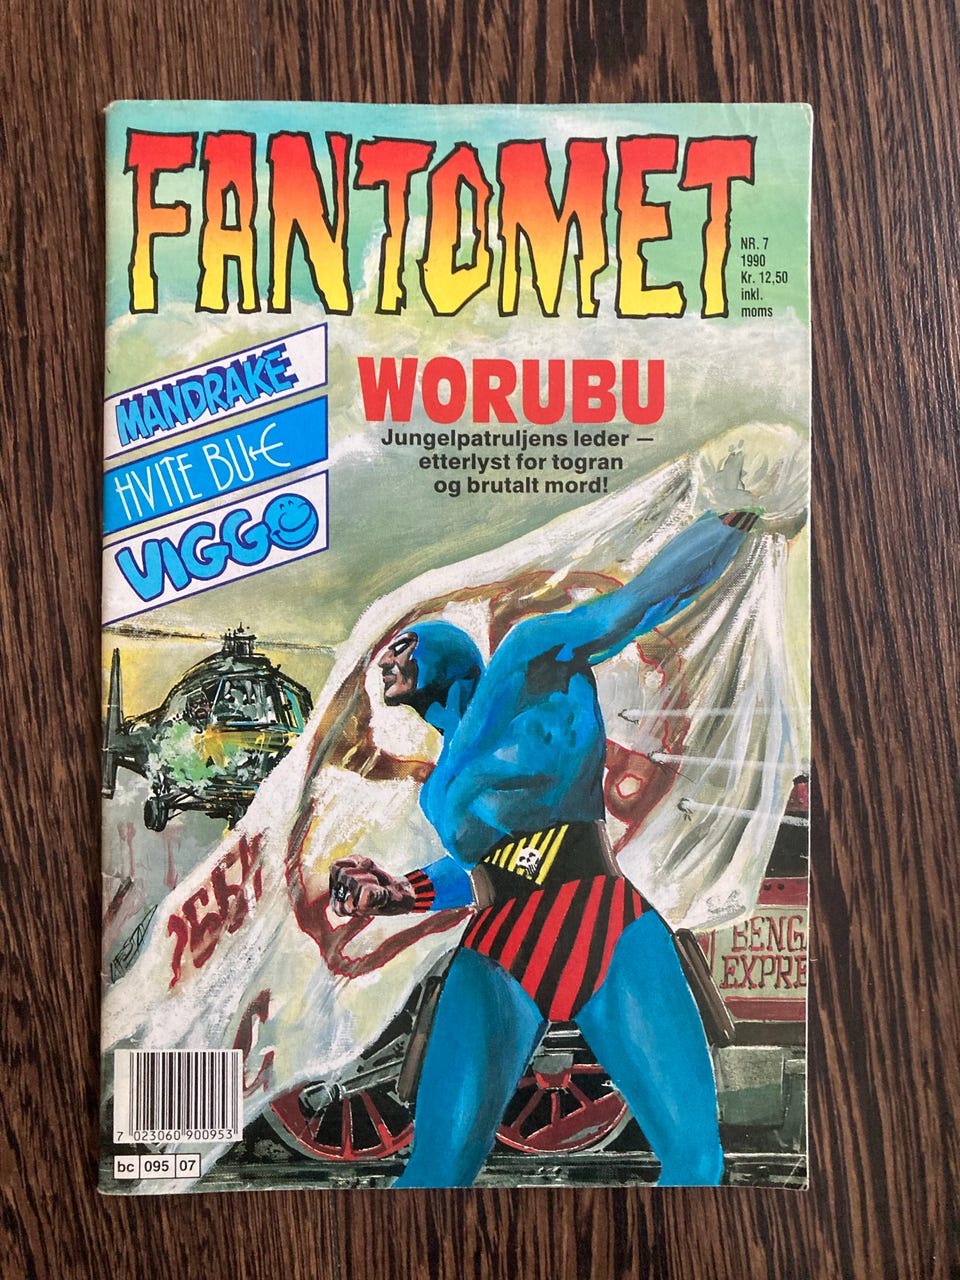 FANTOMET
NR. 7
1990
Kr. 12,50
inkl.
moms
MANDRAKE
HVITE BUE
VIGGO
WORUBU
Jungelpatruljens leder –
etterlyst for togran
og brutalt mord!
BENG
EXPRE
7 023060 900953
bc 095 07